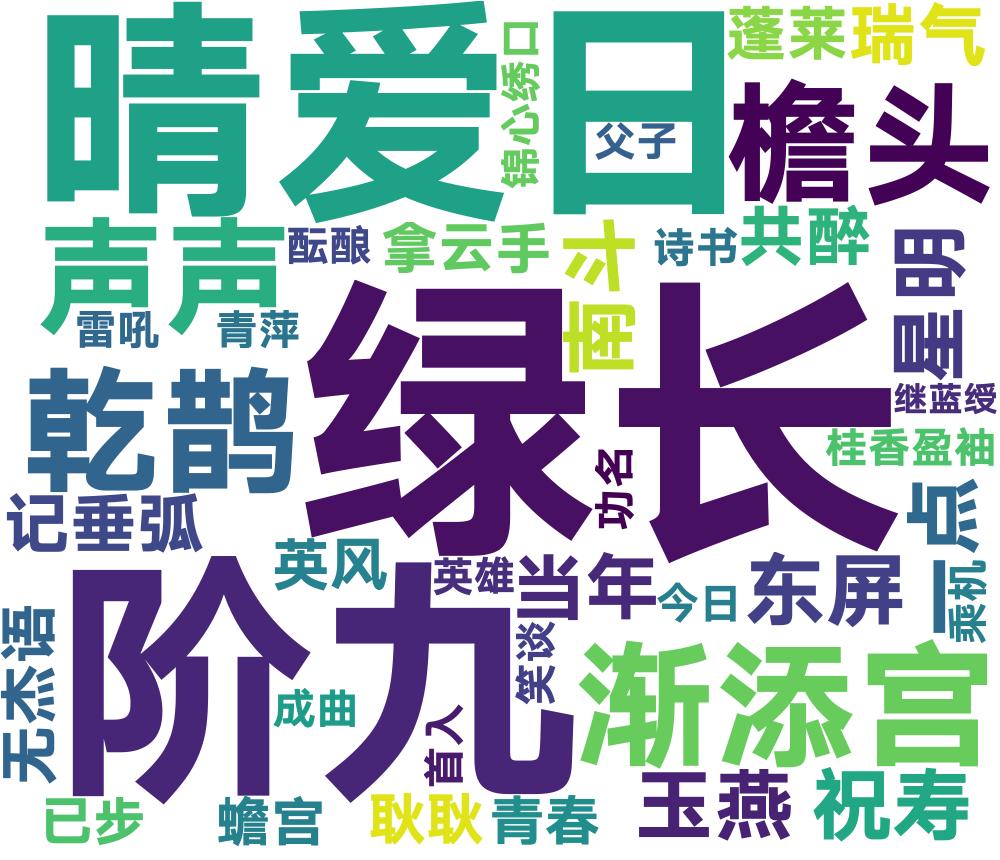 晴爱日
锦心绣口
父子
蓬莱
瑞气
檐头
声声
酝酿
拿云手
南斗
诗书
共醉
星明
雷吼
青萍
绿长
乾鹊
继蓝绶
桂香盈袖
功名
记垂弧
一点
英风
英雄
当年
今日
东屏
乘机
无杰语
阶九
笑谈
渐添宫
成曲
首入
已步
蟾宫
耿耿
青春
玉燕
祝寿